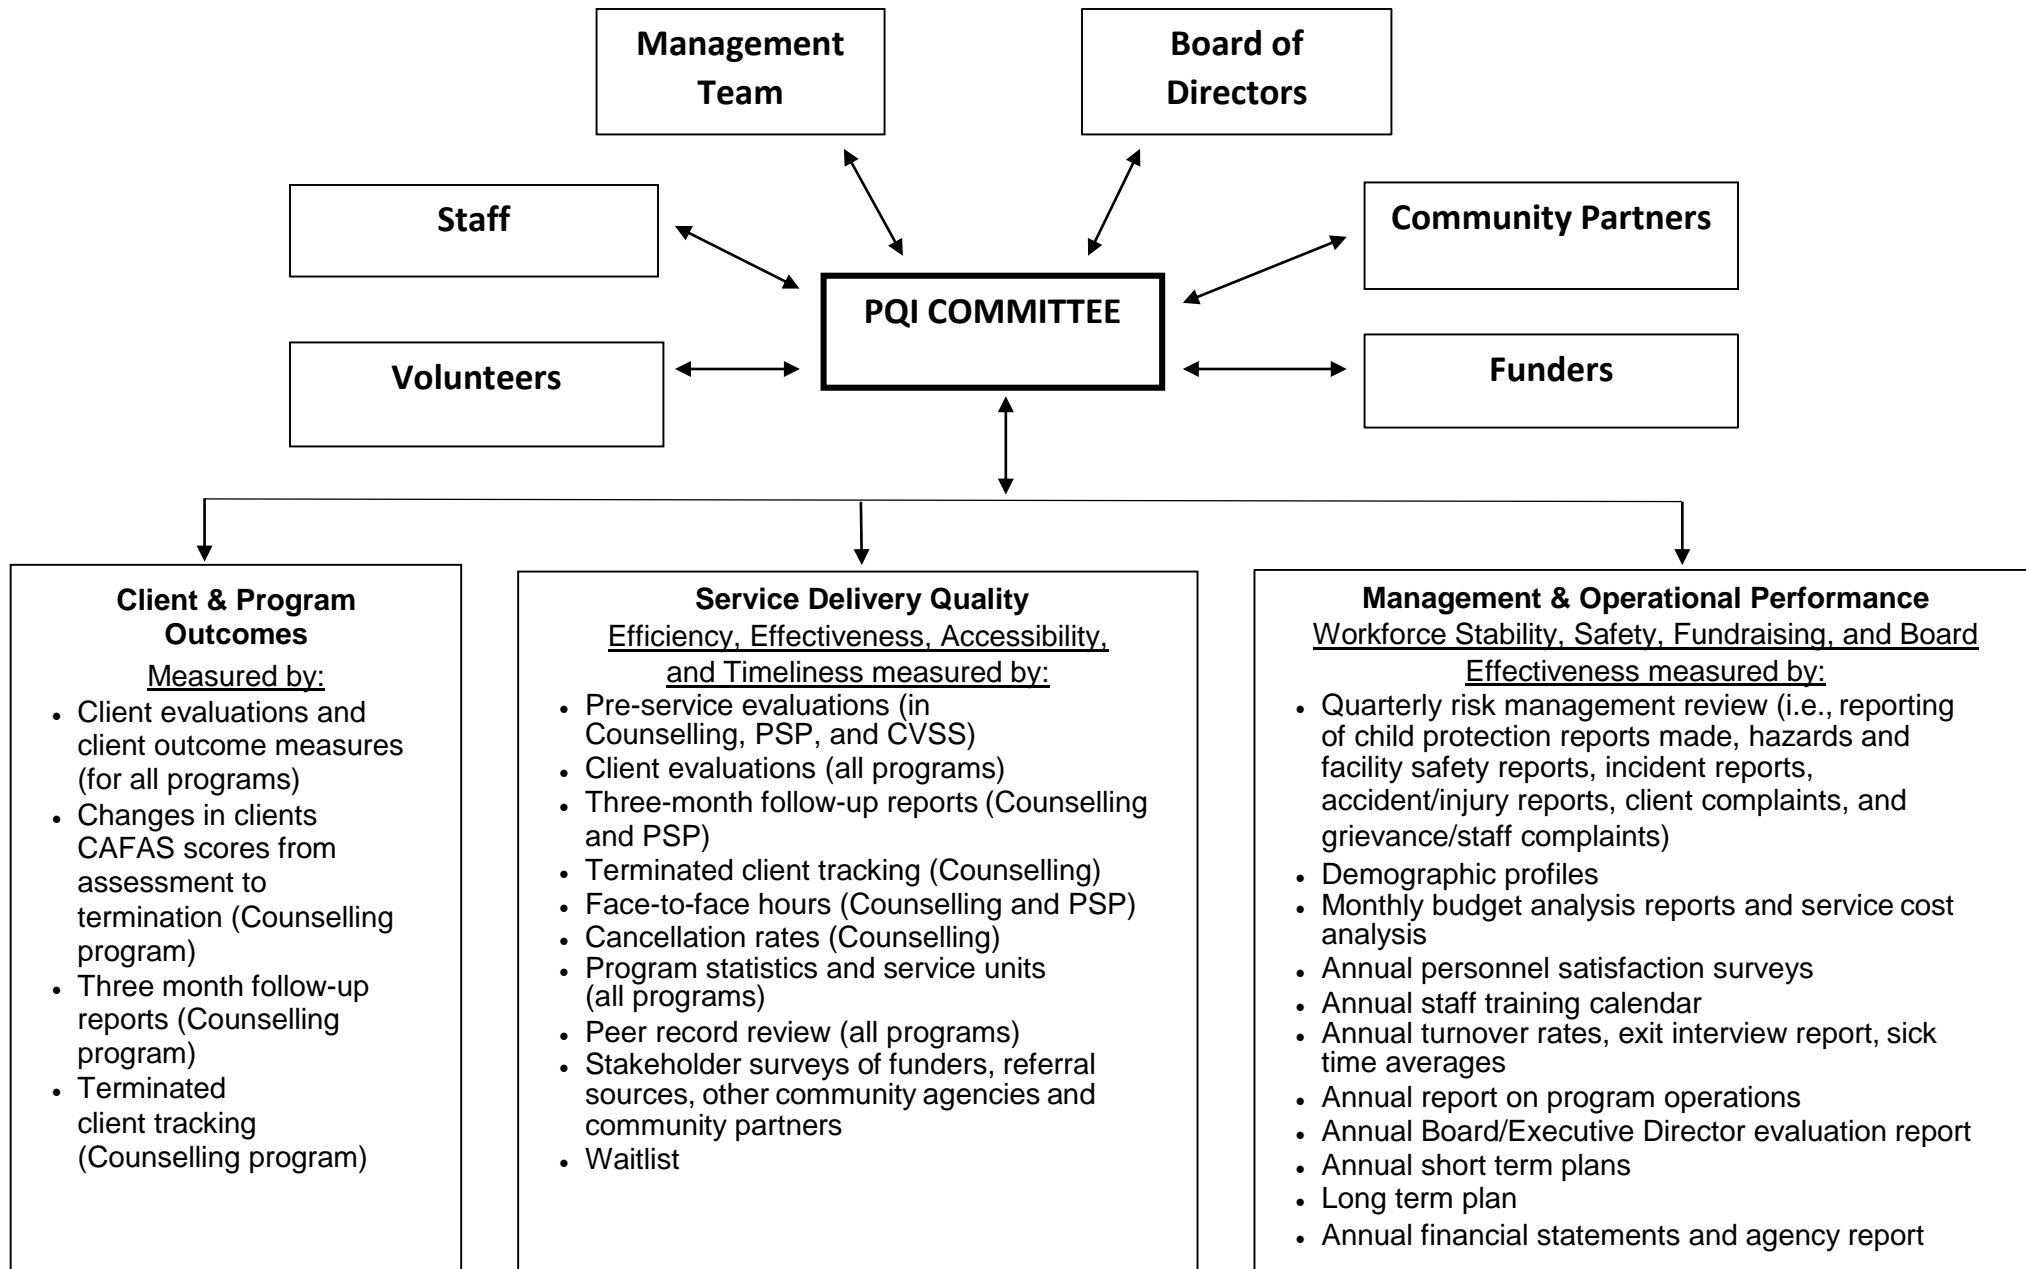 Management
Team
Board of
Directors
Staff
Community Partners
PQI COMMITTEE
Volunteers
Funders
Client & Program
Outcomes
Measured by:
• Client evaluations and
client outcome measures
(for all programs)
• Changes in clients
CAFAS scores from
assessment to
termination (Counselling
program)
• Three month follow-up
reports (Counselling
program)
• Terminated
client tracking
(Counselling program)
Service Delivery Quality
Efficiency, Effectiveness, Accessibility,
and Timeliness measured by:
• Pre-service evaluations (in
Counselling, PSP, and CVSS)
• Client evaluations (all programs)
• Three-month follow-up reports (Counselling
and PSP)
• Terminated client tracking (Counselling)
• Face-to-face hours (Counselling and PSP)
• Cancellation rates (Counselling)
• Program statistics and service units
(all programs)
• Peer record review (all programs)
• Stakeholder surveys of funders, referral
sources, other community agencies and
community partners
• Waitlist
Management & Operational Performance
Workforce Stability, Safety, Fundraising, and Board
Effectiveness measured by:
• Quarterly risk management review (i.e., reporting
of child protection reports made, hazards and
facility safety reports, incident reports,
accident/injury reports, client complaints, and
grievance/staff complaints)
• Demographic profiles
• Monthly budget analysis reports and service cost
analysis
• Annual personnel satisfaction surveys
• Annual staff training calendar
• Annual turnover rates, exit interview report, sick
time averages
• Annual report on program operations
• Annual Board/Executive Director evaluation report
• Annual short term plans
• Long term plan
• Annual financial statements and agency report